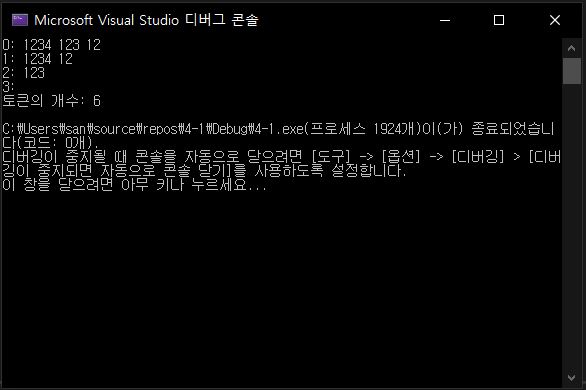 Microsoft Visual Studio 디버그 콘솔
0: 1234 123 12
1: 1234 12
2: 123
3:
토큰의 개수: 6
C:₩Users₩san₩source₩repos₩4-1₩Debug₩4-1.exe(프로세스 1924개)이(가) 종료되었습니
다(코드: 0개).
디버깅이 중지될 때 콘솔을 자동으로 닫으려면 [도구] -> [옵션] -> [디버깅] > [디버
깅이 중지되면 자동으로 콘솔 닫기]를 사용하도록 설정합니다.
이 창을 닫으려면 아무 키나 누르세요...